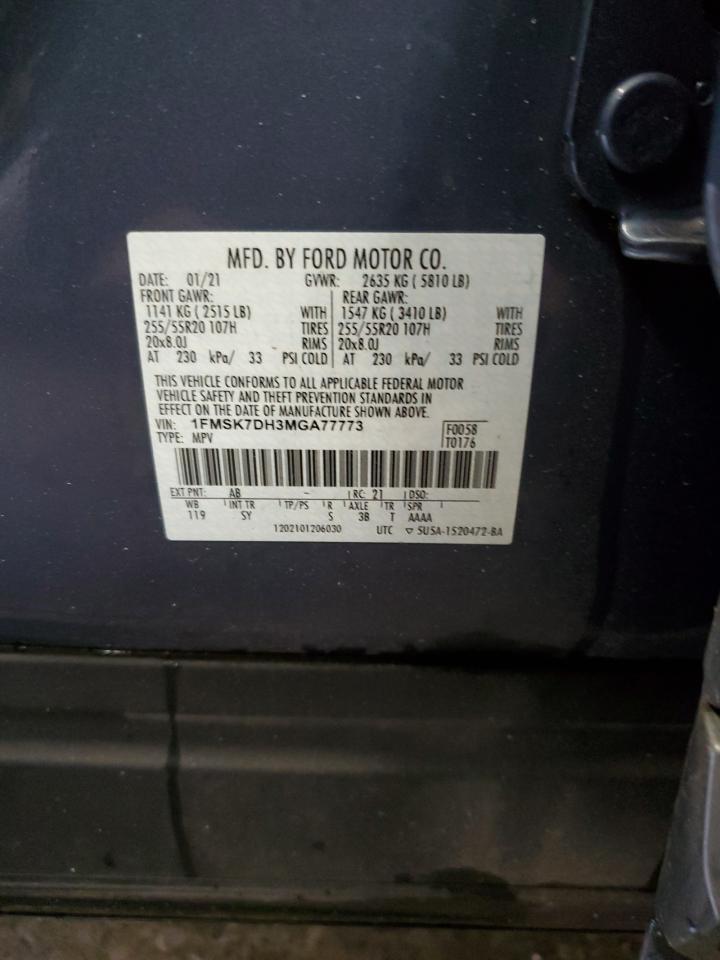 MFD. BY FORD MOTOR CO.
DATE: 01/21 GVWR: 2635 KG ( 5810 LB)
FRONT GAWR: REAR GAWR:
1141 KG ( 2515 LB) WITH 1547 KG ( 3410 LB) WITH
255/55R20 107H TIRES 255/55R20 107H TIRES
20x8.0J RIMS 20x8.0J RIMS
AT 230 kPa/ 33 PSI COLD AT 230 kPa/ 33 PSI COLD
THIS VEHICLE CONFORMS TO ALL APPLICABLE FEDERAL MOTOR
VEHICLE SAFETY AND THEFT PREVENTION STANDARDS IN
EFFECT ON THE DATE OF MANUFACTURE SHOWN ABOVE.
VIN: 1FMSK7DH3MGA77773 F0058
TYPE: MPV T0176
EXT PNT: AB - RC: 21 DSO:
WB INT TR TP/PS R AXLE TR SPR
119 SY S 3B T AAAA
1202101206030 UTC ▽ 5U5A-1520472-BA